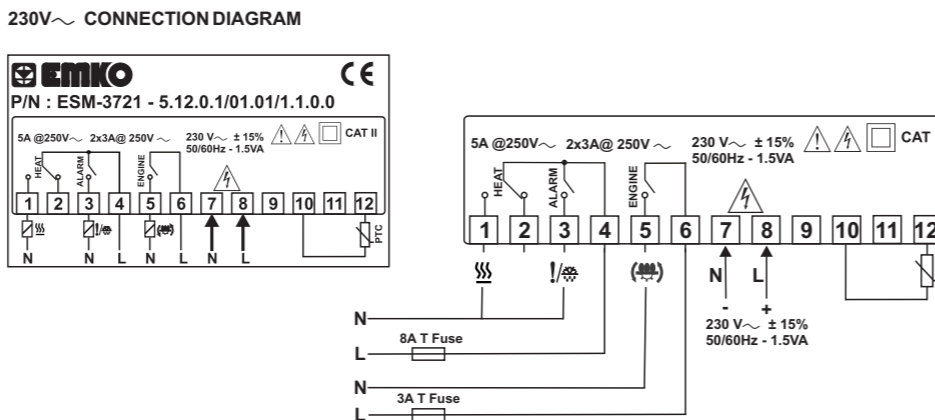 230V~ CONNECTION DIAGRAM
EMKO CE
P/N : ESM-3721 - 5.12.0.1/01.01/1.1.0.0
5A @250V~ 2x3A@ 250V ~ 230 V~ ± 15% CAT II
50/60Hz - 1.5VA
HEAT ALARM ENGINE
1 2 3 4 5 6 7 8 9 10 11 12
!/
PTC
N N L N L N L
5A @250V~ 2x3A@ 250V ~ 230 V~ ± 15% CAT
50/60Hz - 1.5VA
HEAT ALARM ENGINE
1 2 3 4 5 6 7 8 9 10 11 12
!/
N L
- +
230 V~ ± 15%
50/60Hz - 1.5VA
N
8A T Fuse
L
N
3A T Fuse
L